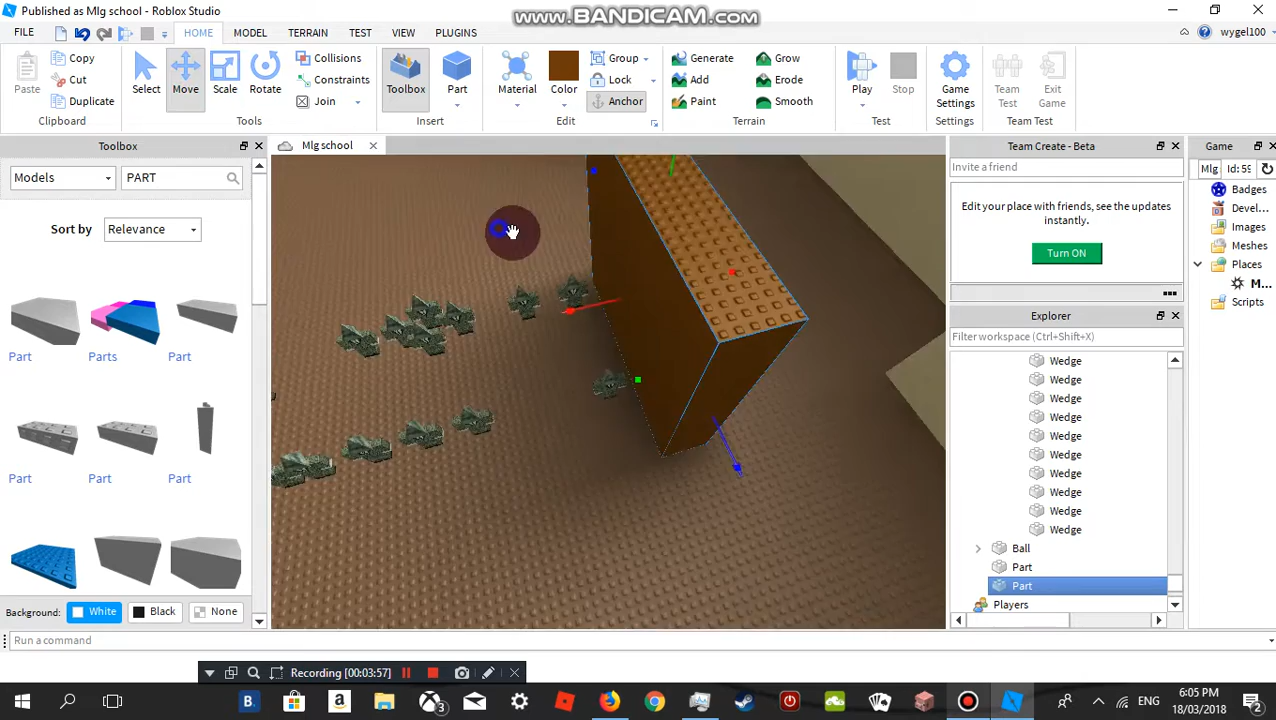 Published as Mlg school - Roblox Studio
www.BANDICAM.com
FILE HOME MODEL TERRAIN TEST VIEW PLUGINS wygel100
Paste Copy Cut Duplicate Clipboard
Select Move Scale Rotate Collisions Constraints Join Tools
Toolbox Part Insert
Material Color Group Lock Anchor Edit
Generate Add Paint Grow Erode Smooth Terrain
Play Stop Test
Game Settings Settings
Team Test Exit Game Team Test
Toolbox
Models PART
Sort by Relevance
Part Parts Part
Part Part Part
Background: White Black None
Mlg school
Team Create - Beta
Invite a friend
Edit your place with friends, see the updates instantly.
Turn ON
Explorer
Filter workspace (Ctrl+Shift+X)
Wedge
Wedge
Wedge
Wedge
Wedge
Wedge
Wedge
Wedge
Wedge
Wedge
Ball
Part
Part
Players
Game
Mlg Id: 55
Badges
Devel...
Images
Meshes
Places
M...
Scripts
Run a command
Recording [00:03:57]
B. a 3
ENG 6:05 PM 18/03/2018 2